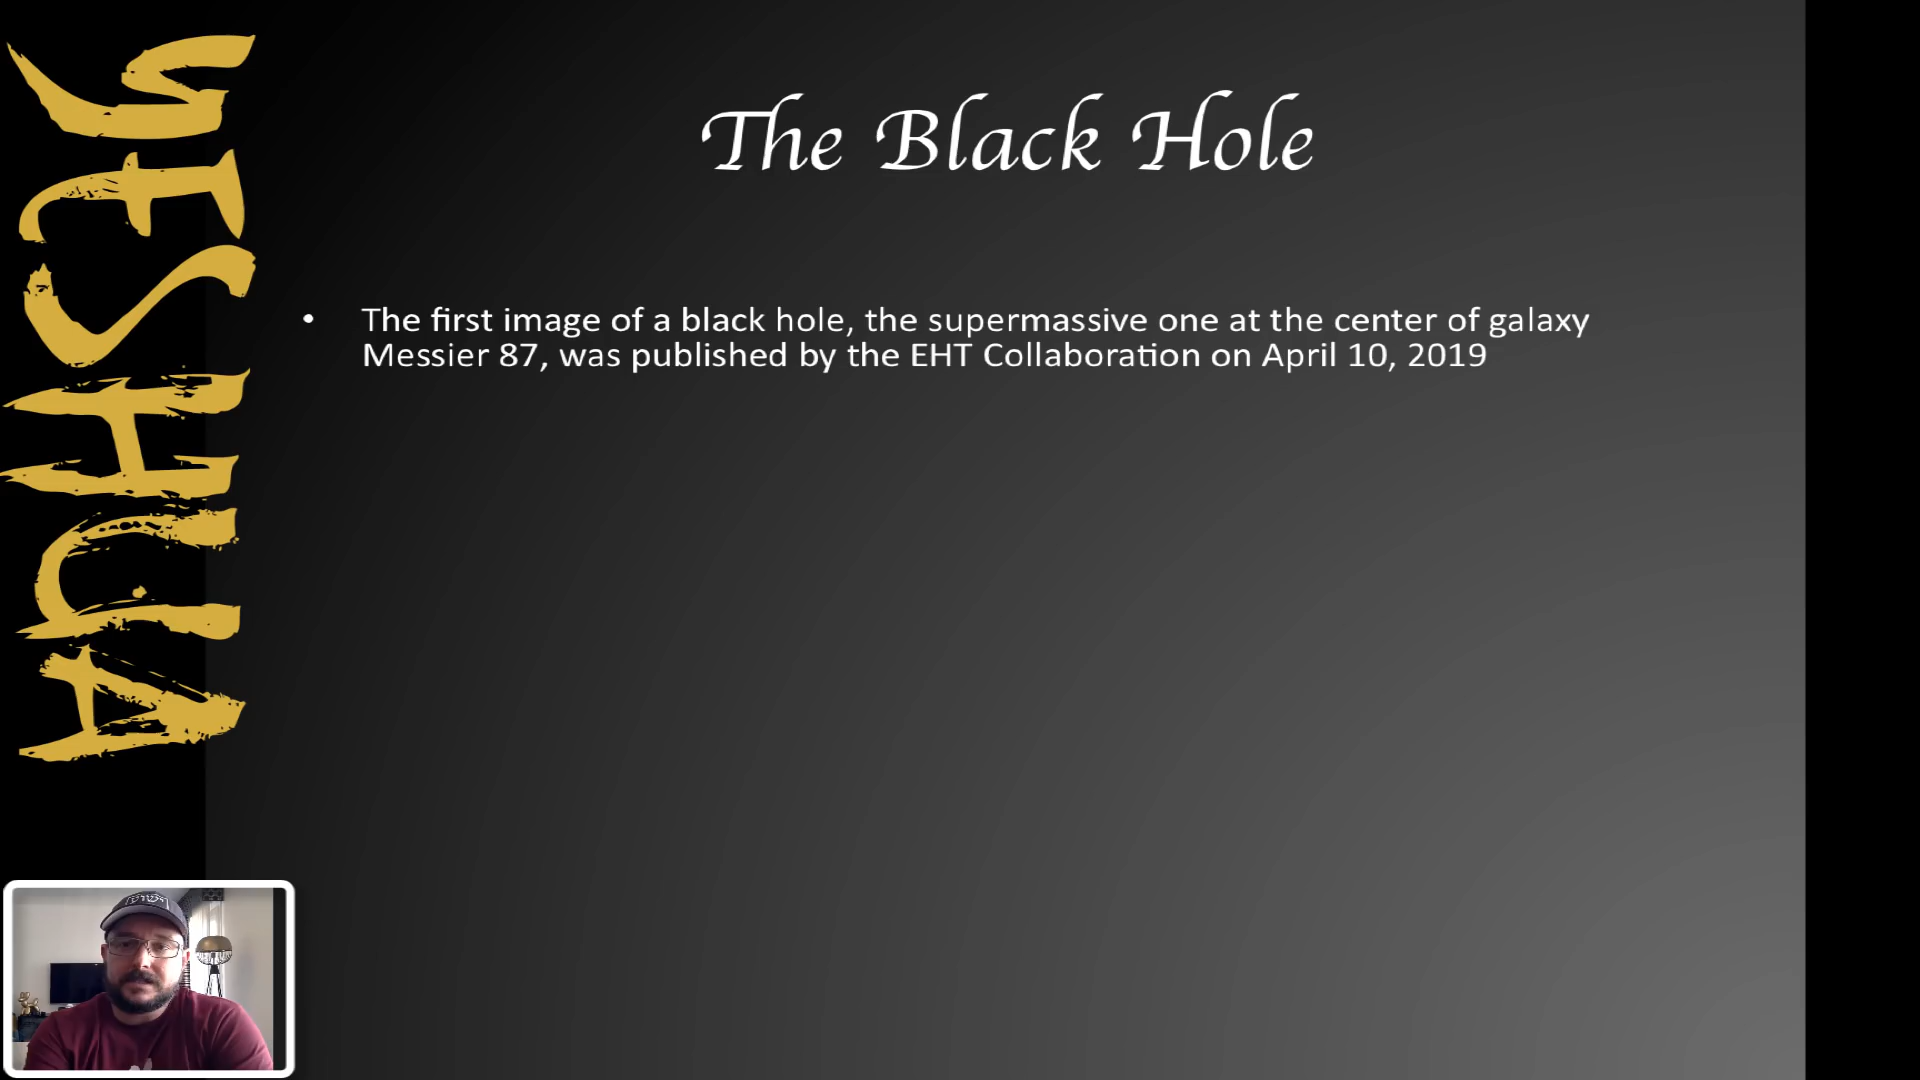 YESHUA
The Black Hole
• The first image of a black hole, the supermassive one at the center of galaxy
Messier 87, was published by the EHT Collaboration on April 10, 2019